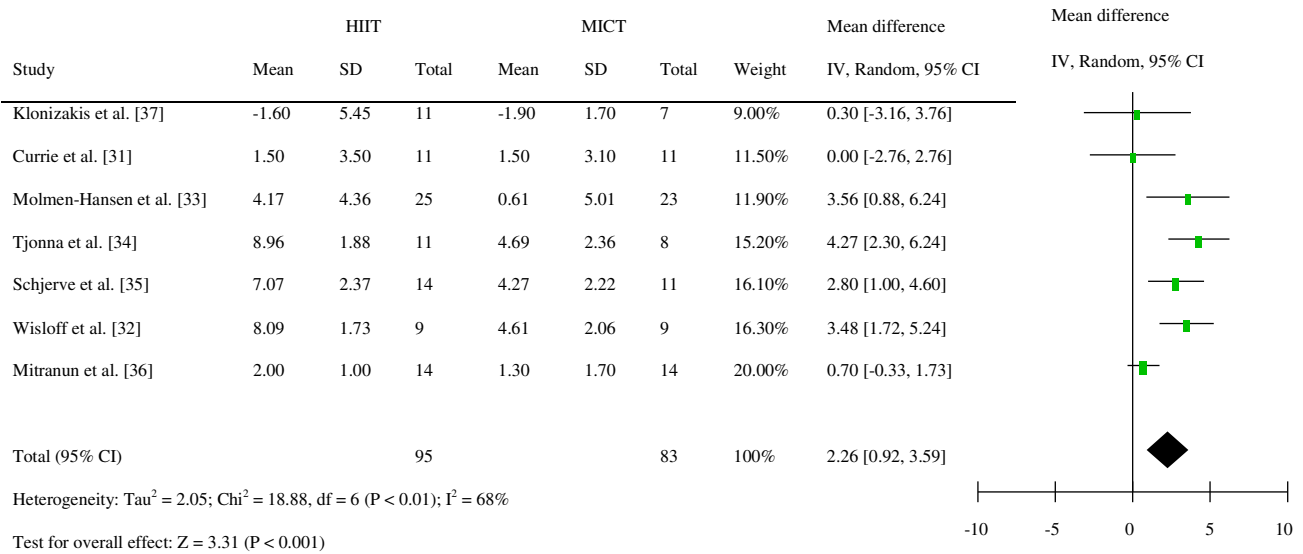 HIIT MICT Mean difference Mean difference
Study Mean SD Total Mean SD Total Weight IV, Random, 95% CI IV, Random, 95% CI
Klonizakis et al. [37] -1.60 5.45 11 -1.90 1.70 7 9.00% 0.30 [-3.16, 3.76]
Currie et al. [31] 1.50 3.50 11 1.50 3.10 11 11.50% 0.00 [-2.76, 2.76]
Molmen-Hansen et al. [33] 4.17 4.36 25 0.61 5.01 23 11.90% 3.56 [0.88, 6.24]
Tjonna et al. [34] 8.96 1.88 11 4.69 2.36 8 15.20% 4.27 [2.30, 6.24]
Schjerve et al. [35] 7.07 2.37 14 4.27 2.22 11 16.10% 2.80 [1.00, 4.60]
Wisloff et al. [32] 8.09 1.73 9 4.61 2.06 9 16.30% 3.48 [1.72, 5.24]
Mitranun et al. [36] 2.00 1.00 14 1.30 1.70 14 20.00% 0.70 [-0.33, 1.73]
Total (95% CI) 95 83 100% 2.26 [0.92, 3.59]
Heterogeneity: Tau² = 2.05; Chi² = 18.88, df = 6 (P < 0.01); I² = 68%
Test for overall effect: Z = 3.31 (P < 0.001)
-10 -5 0 5 10